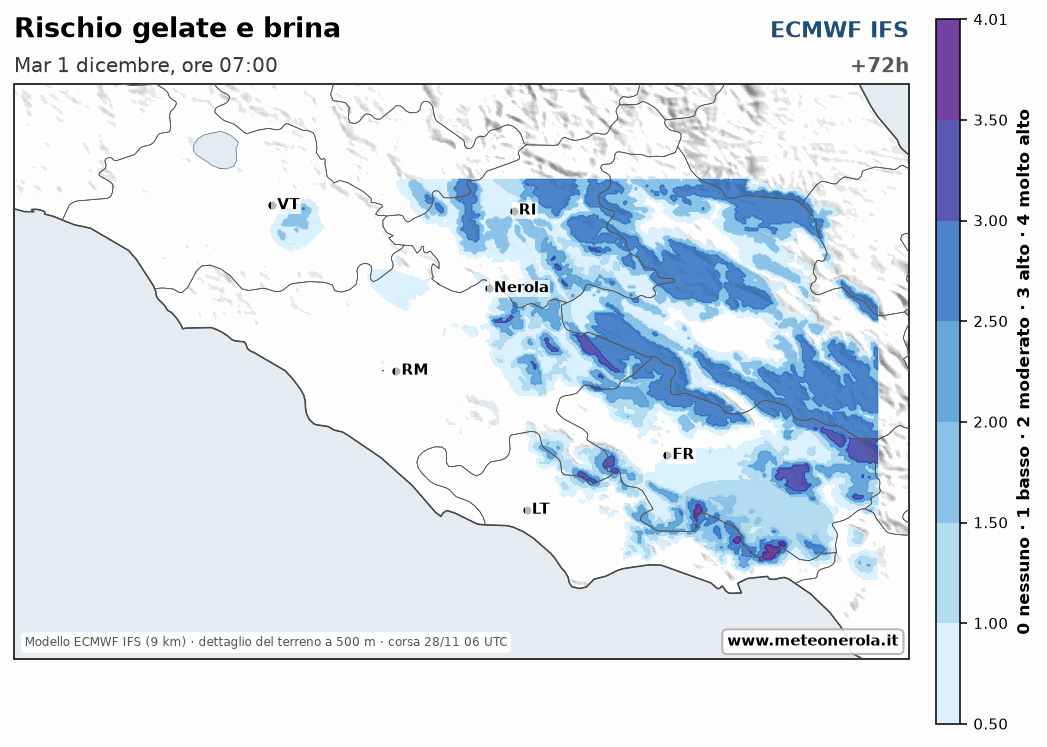 Rischio gelate e brina
ECMWF IFS
Mar 1 dicembre, ore 07:00
+72h
VT
RI
Nerola
RM
FR
LT
Modello ECMWF IFS (9 km) · dettaglio del terreno a 500 m · corsa 28/11 06 UTC
www.meteonerola.it
4.01
3.50
3.00
2.50
2.00
1.50
1.00
0.50
0 nessuno · 1 basso · 2 moderato · 3 alto · 4 molto alto